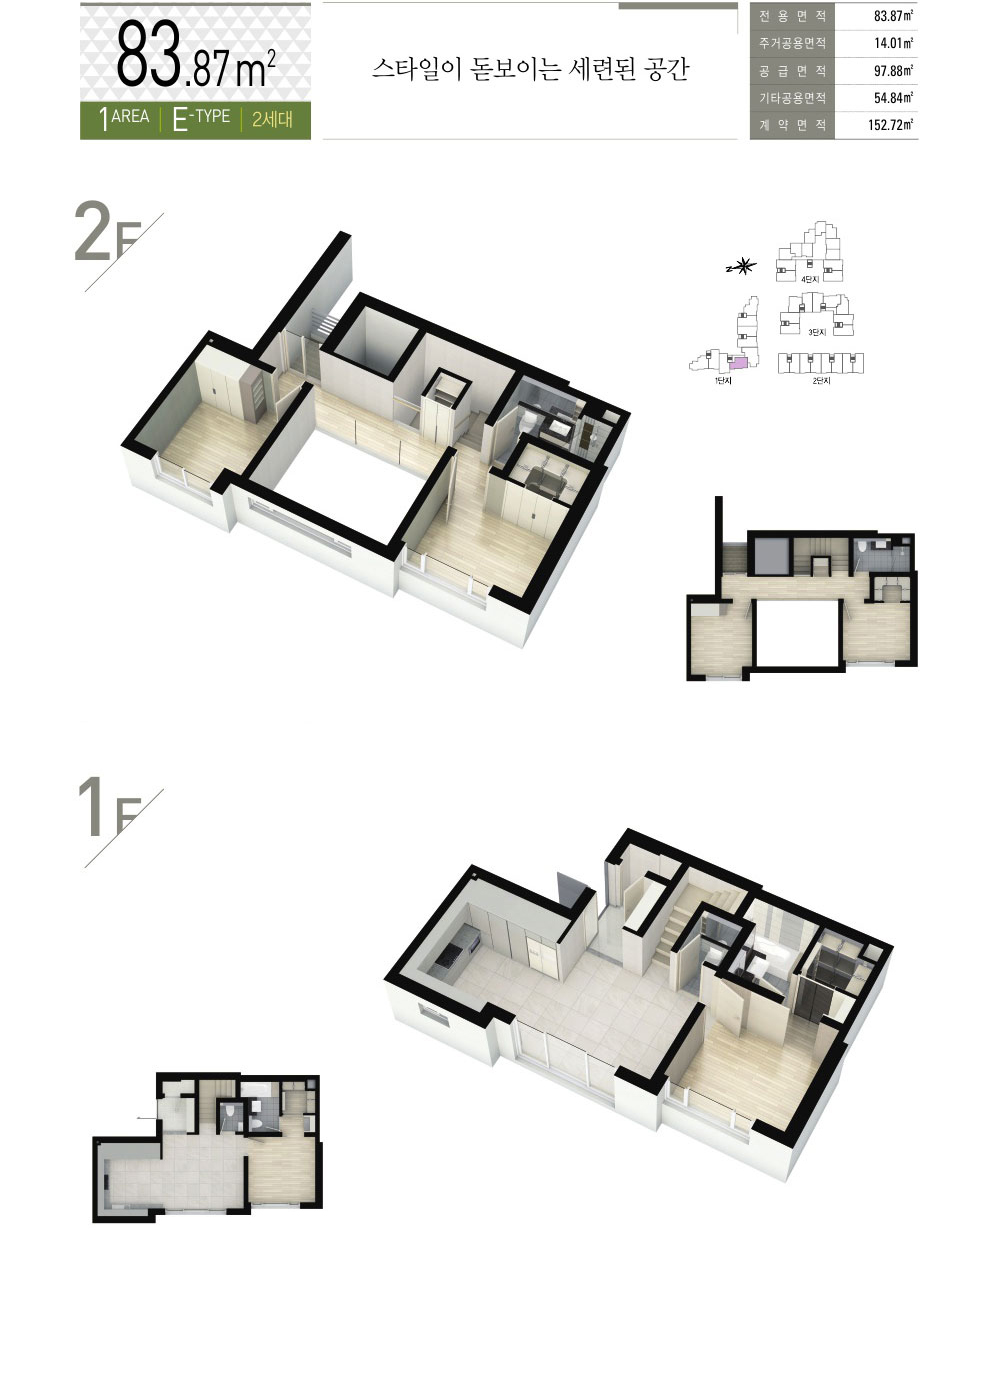 83.87m²
1 AREA | E-TYPE | 2세대
스타일이 돋보이는 세련된 공간
전용면적 83.87㎡
주거공용면적 14.01㎡
공급면적 97.88㎡
기타공용면적 54.84㎡
계약면적 152.72㎡
2F
N
4단지
3단지
1단지
2단지
1F